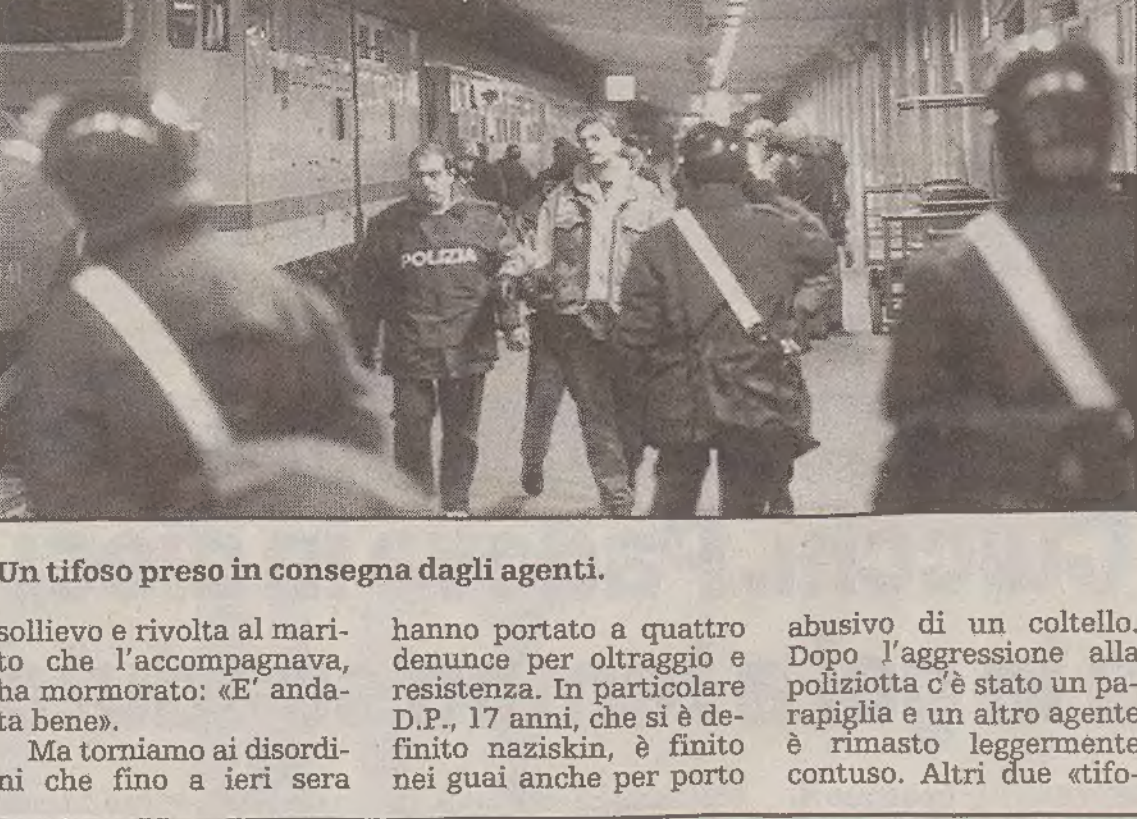 POLIZIA
Un tifoso preso in consegna dagli agenti.
sollievo e rivolta al mari-
to che l'accompagnava,
ha mormorato: «E' anda-
ta bene».
Ma torniamo ai disordi-
ni che fino a ieri sera
hanno portato a quattro
denunce per oltraggio e
resistenza. In particolare
D.P., 17 anni, che si è de-
finito naziskin, è finito
nei guai anche per porto
abusivo di un coltello.
Dopo l'aggressione alla
poliziotta c'è stato un pa-
rapiglia e un altro agente
è rimasto leggermente
contuso. Altri due «tifo-